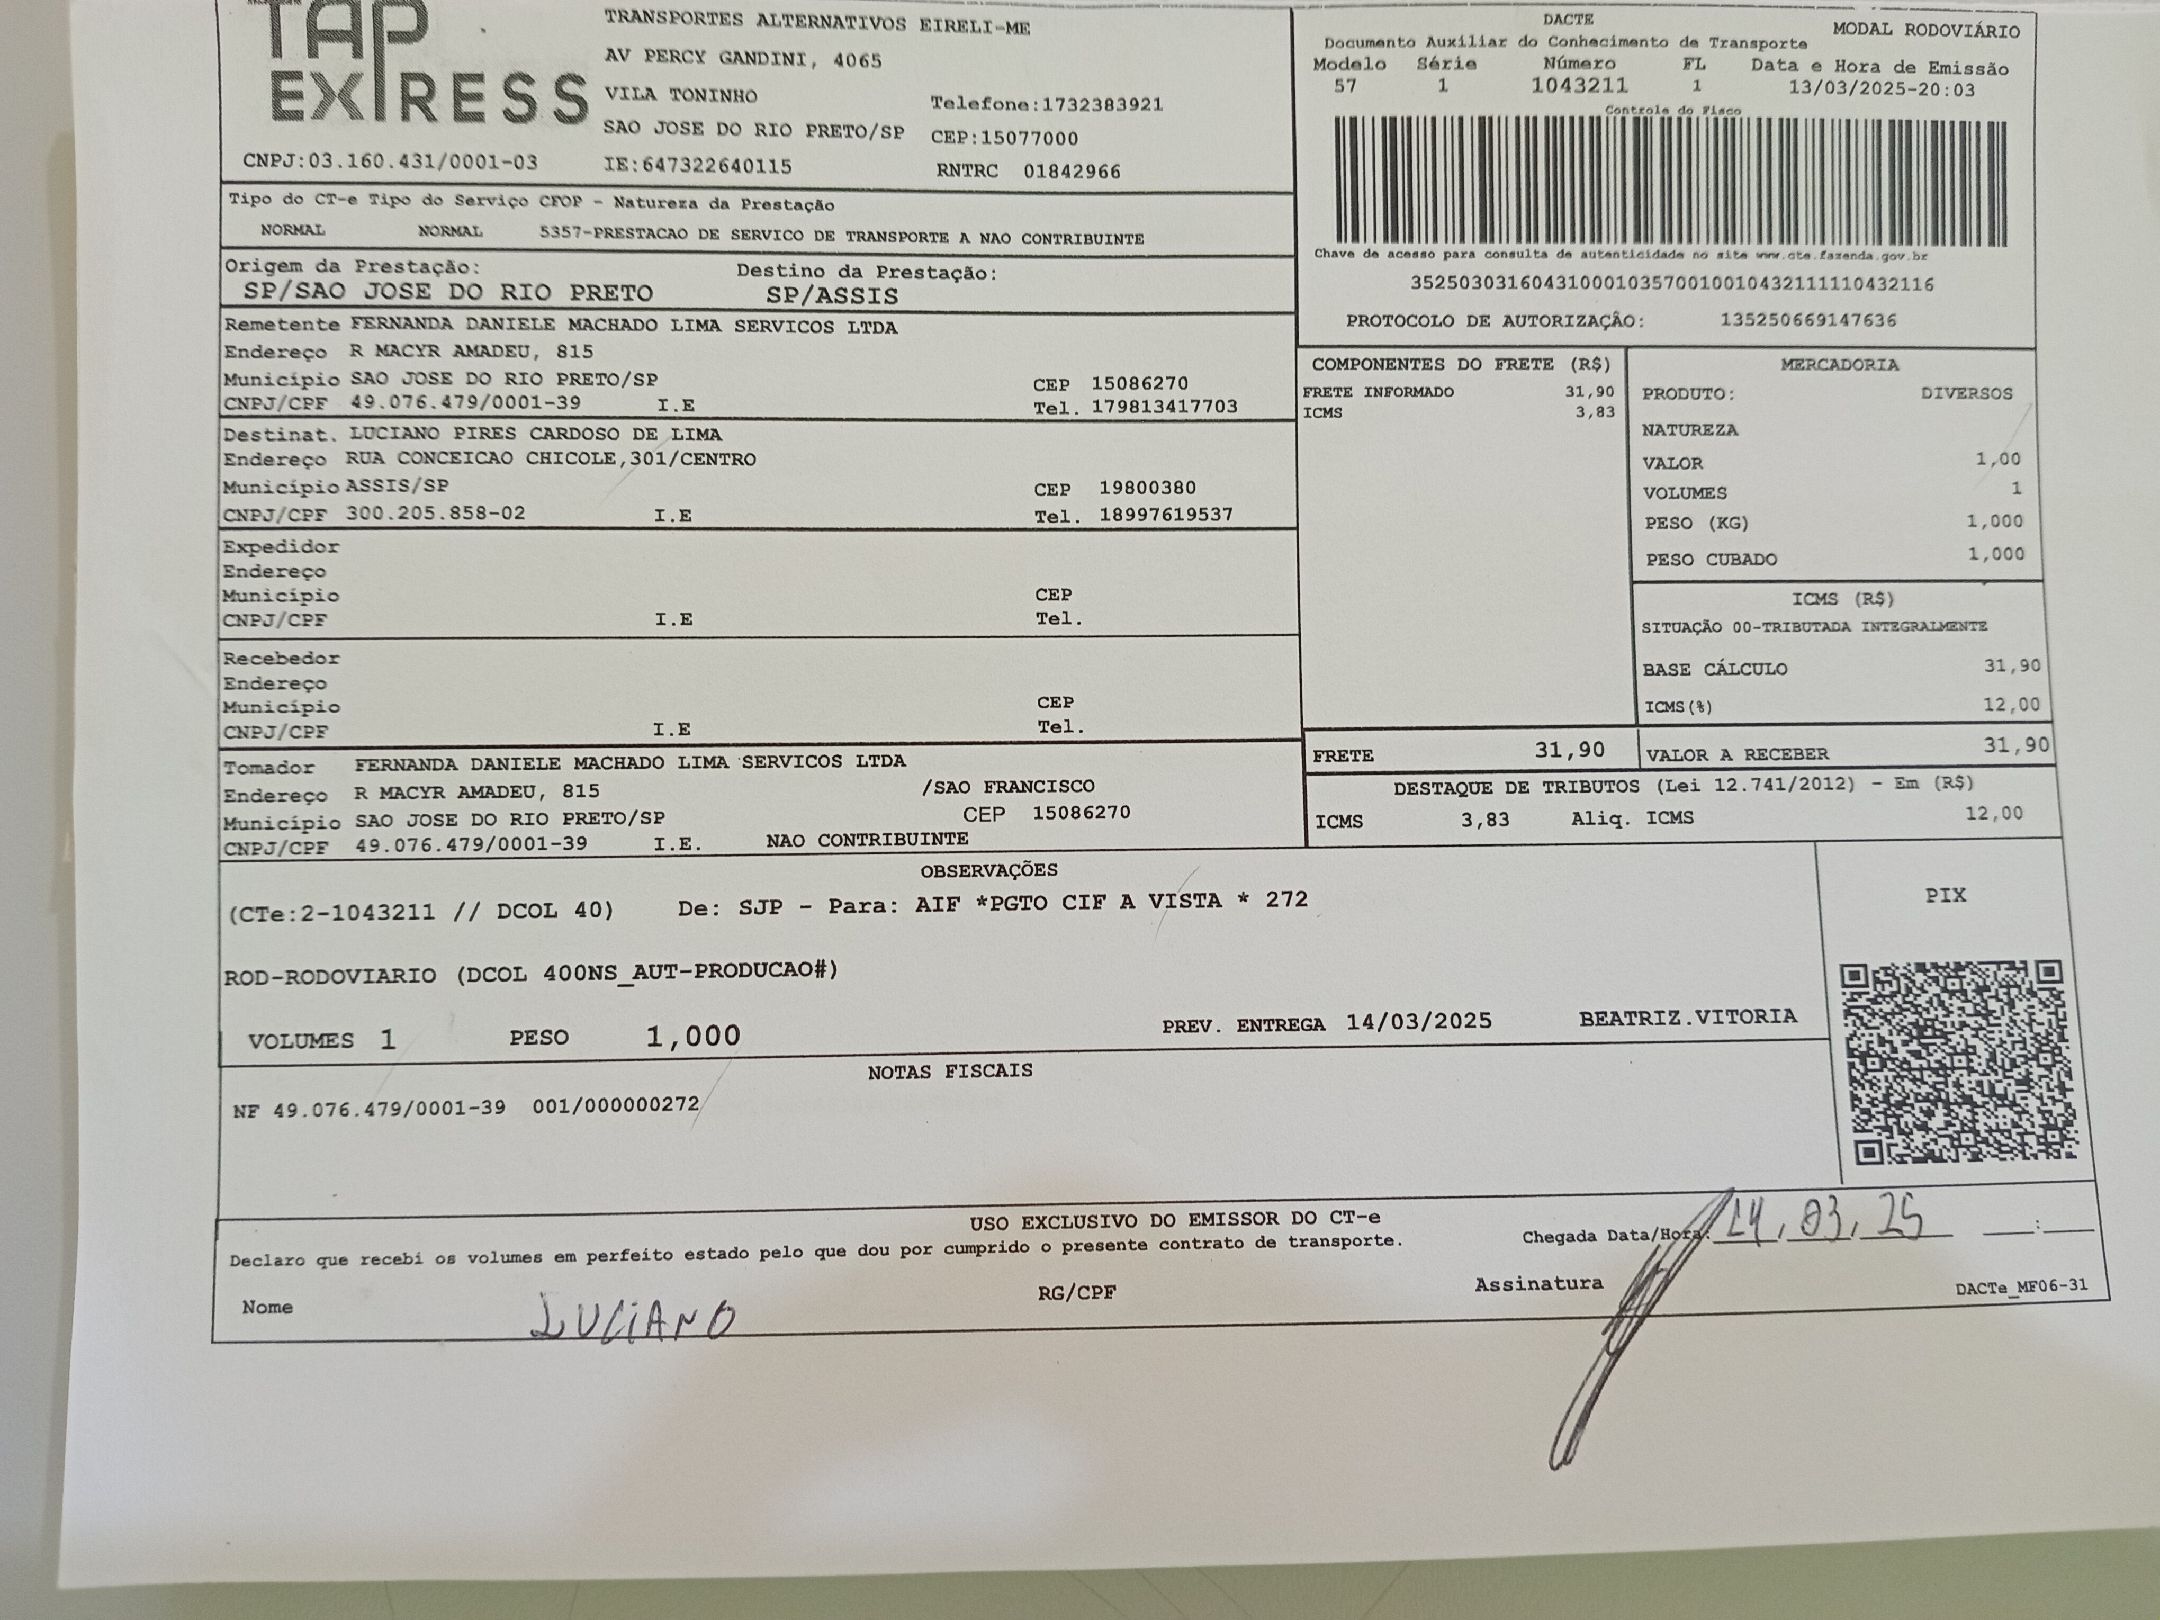 TAP
EXPRESS
CNPJ:03.160.431/0001-03
TRANSPORTES ALTERNATIVOS EIRELI-ME
AV PERCY GANDINI, 4065
VILA TONINHO
Telefone:1732383921
SAO JOSE DO RIO PRETO/SP CEP:15077000
IE:647322640115 RNTRC 01842966
DACTE MODAL RODOVIÁRIO
Documento Auxiliar do Conhecimento de Transporte
Modelo Série Número FL Data e Hora de Emissão
57 1 1043211 1 13/03/2025-20:03
Controle do Fisco
Chave de acesso para consulta de autenticidade no site www.cte.fazenda.gov.br
35250303160431000103570010010432111110432116
PROTOCOLO DE AUTORIZAÇÃO: 135250669147636
Tipo do CT-e Tipo do Serviço CFOP - Natureza da Prestação
NORMAL NORMAL 5357-PRESTACAO DE SERVICO DE TRANSPORTE A NAO CONTRIBUINTE
Origem da Prestação: Destino da Prestação:
SP/SAO JOSE DO RIO PRETO SP/ASSIS
Remetente FERNANDA DANIELE MACHADO LIMA SERVICOS LTDA
Endereço R MACYR AMADEU, 815
Município SAO JOSE DO RIO PRETO/SP CEP 15086270
CNPJ/CPF 49.076.479/0001-39 I.E Tel. 179813417703
Destinat. LUCIANO PIRES CARDOSO DE LIMA
Endereço RUA CONCEICAO CHICOLE,301/CENTRO
Município ASSIS/SP CEP 19800380
CNPJ/CPF 300.205.858-02 I.E Tel. 18997619537
Expedidor
Endereço
Município CEP
CNPJ/CPF I.E Tel.
Recebedor
Endereço
Município CEP
CNPJ/CPF I.E Tel.
Tomador FERNANDA DANIELE MACHADO LIMA SERVICOS LTDA
Endereço R MACYR AMADEU, 815 /SAO FRANCISCO
Município SAO JOSE DO RIO PRETO/SP CEP 15086270
CNPJ/CPF 49.076.479/0001-39 I.E. NAO CONTRIBUINTE
COMPONENTES DO FRETE (R$)
FRETE INFORMADO 31,90
ICMS 3,83
MERCADORIA
PRODUTO: DIVERSOS
NATUREZA
VALOR 1,00
VOLUMES 1
PESO (KG) 1,000
PESO CUBADO 1,000
ICMS (R$)
SITUAÇÃO 00-TRIBUTADA INTEGRALMENTE
BASE CÁLCULO 31,90
ICMS(%) 12,00
FRETE 31,90 VALOR A RECEBER 31,90
DESTAQUE DE TRIBUTOS (Lei 12.741/2012) - Em (R$)
ICMS 3,83 Aliq. ICMS 12,00
OBSERVAÇÕES
(CTe:2-1043211 // DCOL 40) De: SJP - Para: AIF *PGTO CIF A VISTA * 272
ROD-RODOVIARIO (DCOL 400NS_AUT-PRODUCAO#)
VOLUMES 1 PESO 1,000 PREV. ENTREGA 14/03/2025 BEATRIZ.VITORIA
PIX
NOTAS FISCAIS
NF 49.076.479/0001-39 001/000000272
USO EXCLUSIVO DO EMISSOR DO CT-e
Declaro que recebi os volumes em perfeito estado pelo que dou por cumprido o presente contrato de transporte.
Chegada Data/Hora: 14, 03, 25 __:__
Nome LUCIANO RG/CPF Assinatura DACTe_MF06-31